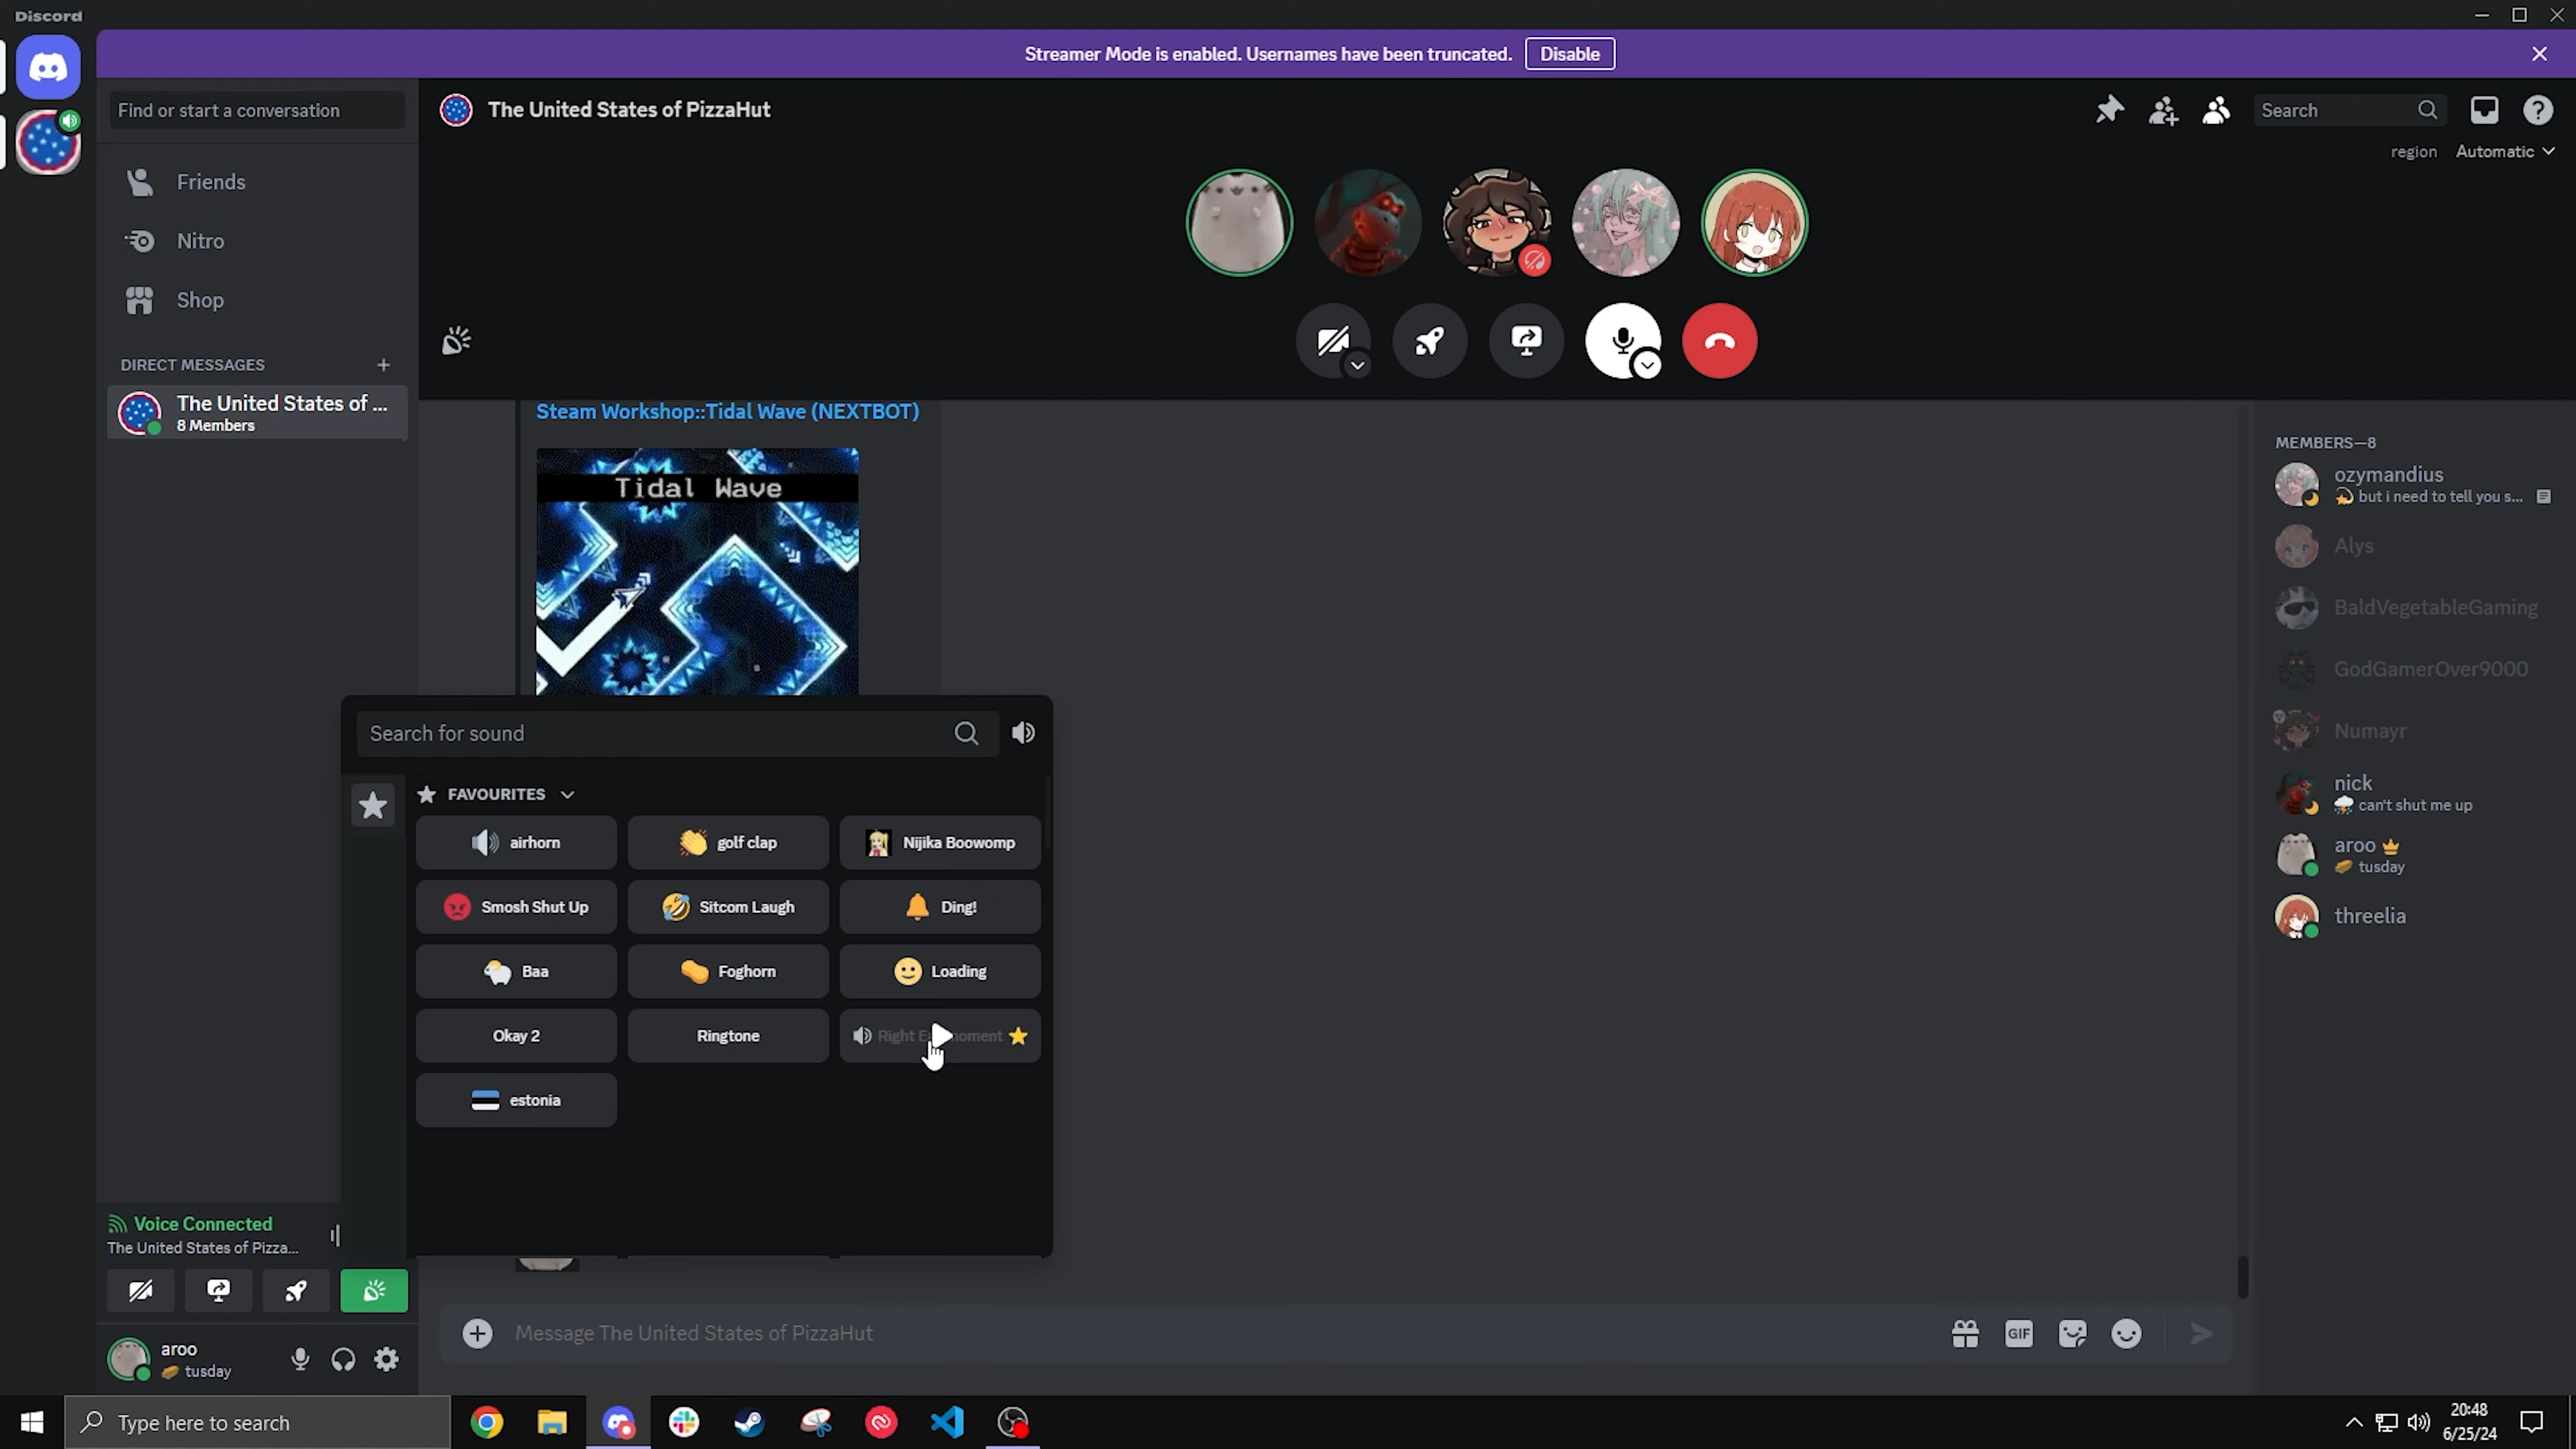 Discord
Streamer Mode is enabled. Usernames have been truncated. Disable
Find or start a conversation
The United States of PizzaHut
Search
region Automatic
Friends
Nitro
Shop
DIRECT MESSAGES
The United States of ...
8 Members
Steam Workshop::Tidal Wave (NEXTBOT)
Tidal Wave
Search for sound
FAVOURITES
airhorn
golf clap
Nijika Boowomp
Smosh Shut Up
Sitcom Laugh
Ding!
Baa
Foghorn
Loading
Okay 2
Ringtone
Right
moment
estonia
MEMBERS—8
ozymandius
but i need to tell you s...
Alys
BaldVegetableGaming
GodGamerOver9000
Numayr
nick
can't shut me up
aroo
tusday
threelia
Voice Connected
The United States of Pizza...
aroo
tusday
Message The United States of PizzaHut
GIF
Type here to search
20:48
6/25/24